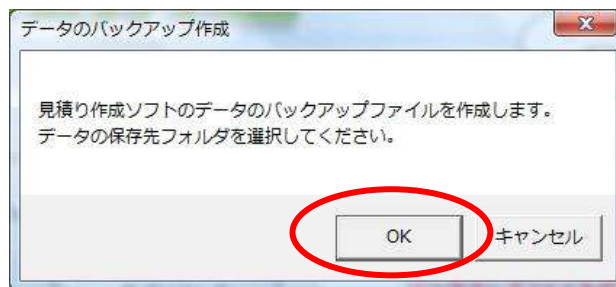 データのバックアップ作成
見積り作成ソフトのデータのバックアップファイルを作成します。
データの保存先フォルダを選択してください。
OK
キャンセル